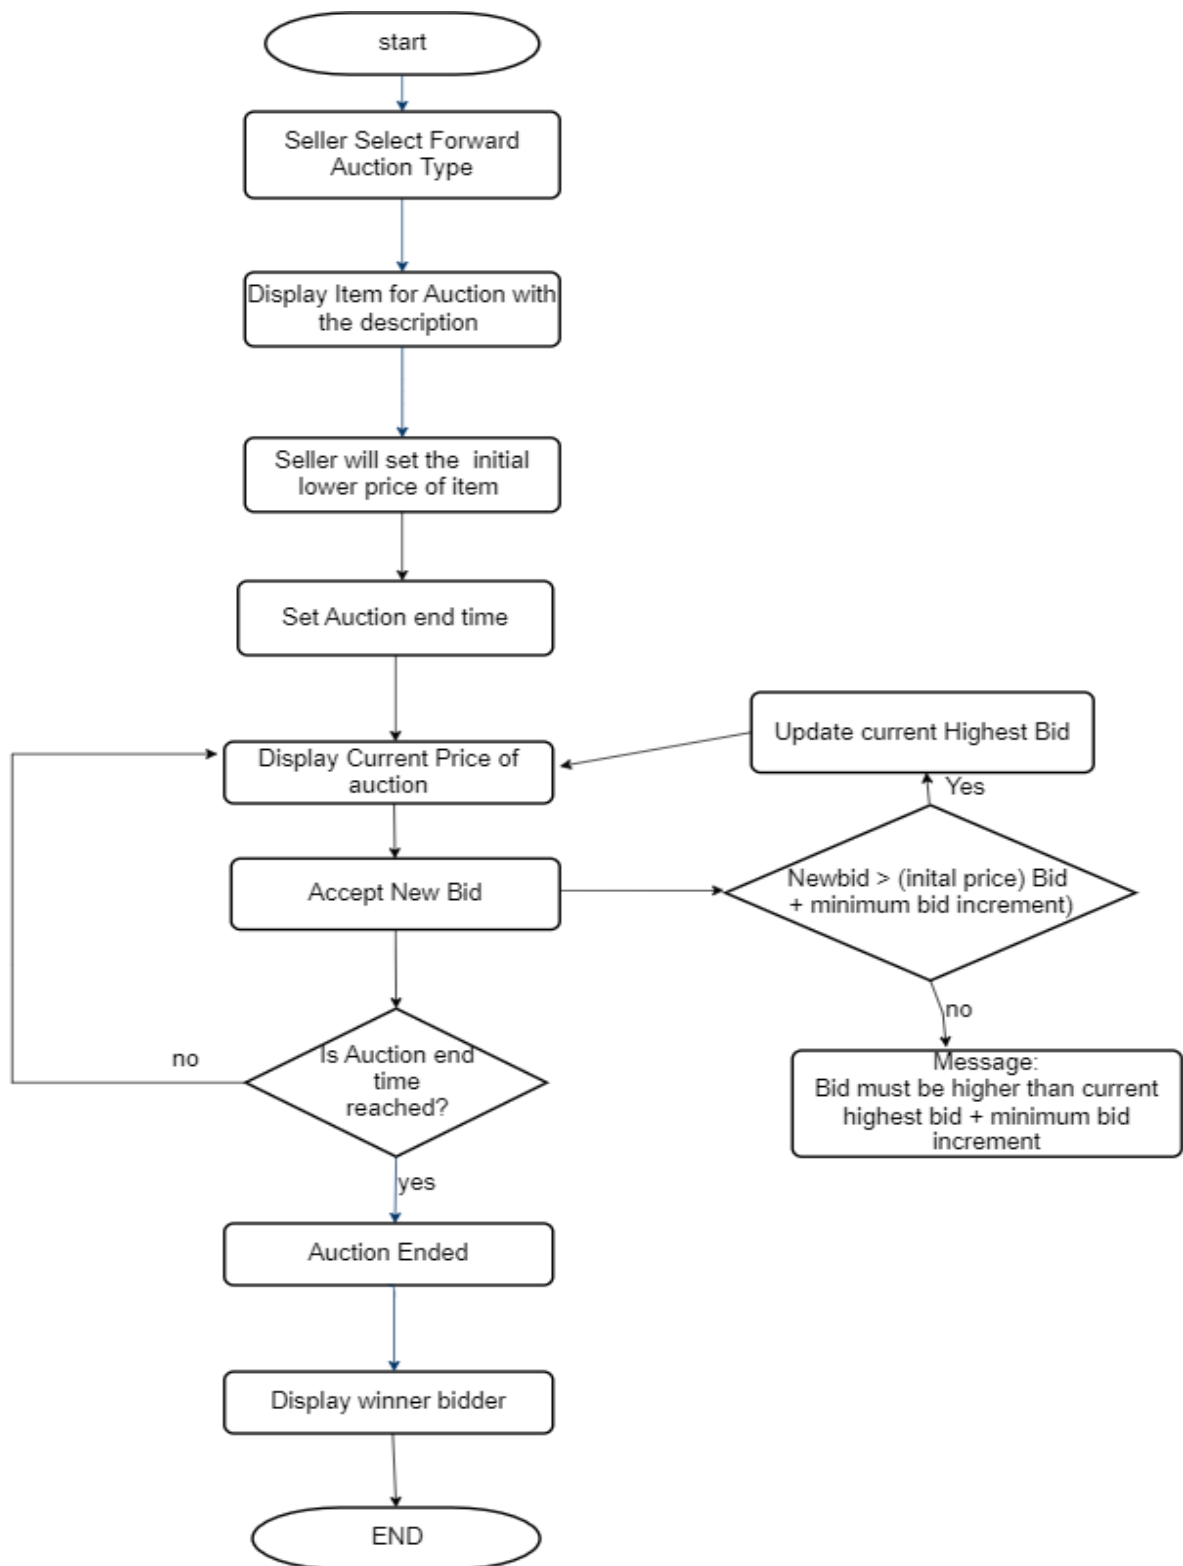 start
Seller Select Forward
Auction Type
Display Item for Auction with
the description
Seller will set the  initial
lower price of item
Set Auction end time
Update current Highest Bid
Display Current Price of
auction
Yes
Newbid > (inital price) Bid
+ minimum bid increment)
Accept New Bid
no
Message:
Bid must be higher than current
highest bid + minimum bid
increment
Is Auction end
time
reached?
no
yes
Auction Ended
Display winner bidder
END